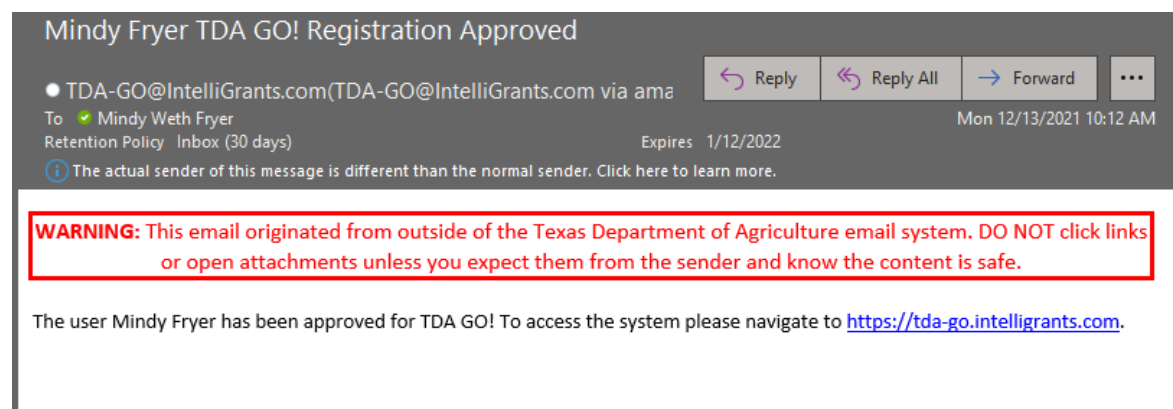 Mindy Fryer TDA GO! Registration Approved
TDA-GO@IntelliGrants.com(TDA-GO@IntelliGrants.com via ama
Reply
Reply All
Forward
To Mindy Weth Fryer
Mon 12/13/2021 10:12 AM
Retention Policy Inbox (30 days)
Expires 1/12/2022
The actual sender of this message is different than the normal sender. Click here to learn more.
WARNING: This email originated from outside of the Texas Department of Agriculture email system. DO NOT click links
or open attachments unless you expect them from the sender and know the content is safe.
The user Mindy Fryer has been approved for TDA GO! To access the system please navigate to https://tda-go.intelligrants.com.